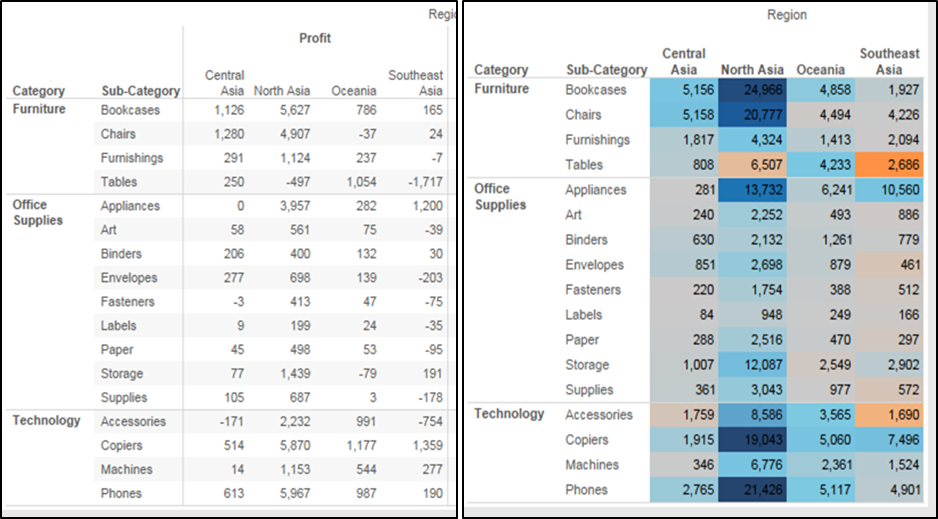 Regic
Profit
Central Southeast
Category Sub-Category Asia North Asia Oceania Asia
Furniture Bookcases 1,126 5,627 786 165
Chairs 1,280 4,907 -37 24
Furnishings 291 1,124 237 -7
Tables 250 -497 1,054 -1,717
Office Appliances 0 3,957 282 1,200
Supplies Art 58 561 75 -39
Binders 206 400 132 30
Envelopes 277 698 139 -203
Fasteners -3 413 47 -75
Labels 9 199 24 -35
Paper 45 498 53 -95
Storage 77 1,439 -79 191
Supplies 105 687 3 -178
Technology Accessories -171 2,232 991 -754
Copiers 514 5,870 1,177 1,359
Machines 14 1,153 544 277
Phones 613 5,967 987 190
Region
Central Southeast
Category Sub-Category Asia North Asia Oceania Asia
Furniture Bookcases 5,156 24,966 4,858 1,927
Chairs 5,158 20,777 4,494 4,226
Furnishings 1,817 4,324 1,413 2,094
Tables 808 6,507 4,233 2,686
Office Appliances 281 13,732 6,241 10,560
Supplies Art 240 2,252 493 886
Binders 630 2,132 1,261 779
Envelopes 851 2,698 879 461
Fasteners 220 1,754 388 512
Labels 84 948 249 166
Paper 288 2,516 470 297
Storage 1,007 12,087 2,549 2,902
Supplies 361 3,043 977 572
Technology Accessories 1,759 8,586 3,565 1,690
Copiers 1,915 19,043 5,060 7,496
Machines 346 6,776 2,361 1,524
Phones 2,765 21,426 5,117 4,901